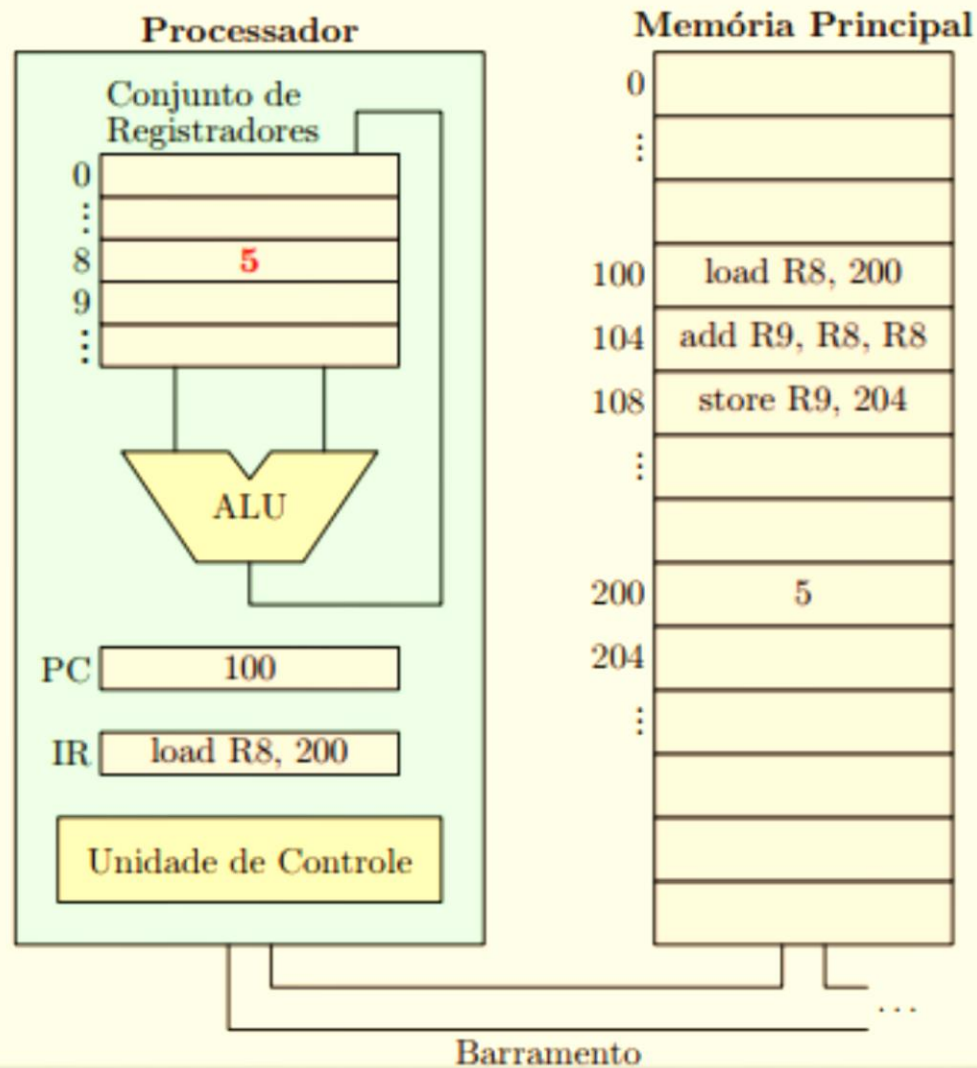 Processador
Conjunto de
Registradores
0
⋮
8 5
9
⋮
ALU
PC 100
IR load R8, 200
Unidade de Controle
Memória Principal
0
⋮
100 load R8, 200
104 add R9, R8, R8
108 store R9, 204
⋮
200 5
204
⋮
...
Barramento